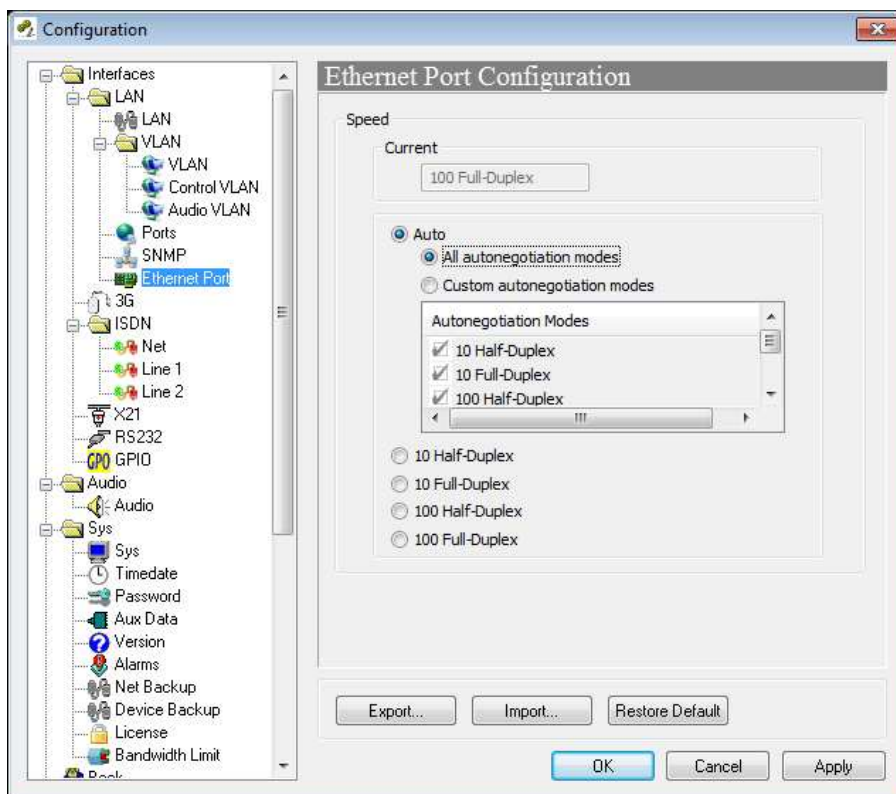 Configuration
Interfaces
LAN
LAN
VLAN
VLAN
Control VLAN
Audio VLAN
Ports
SNMP
Ethernet Port
3G
ISDN
Net
Line 1
Line 2
X21
RS232
GPO GPIO
Audio
Audio
Sys
Sys
Timedate
Password
Aux Data
Version
Alarms
Net Backup
Device Backup
License
Bandwidth Limit
Ethernet Port Configuration
Speed
Current
100 Full-Duplex
Auto
All autonegotiation modes
Custom autonegotiation modes
Autonegotiation Modes
10 Half-Duplex
10 Full-Duplex
100 Half-Duplex
10 Half-Duplex
10 Full-Duplex
100 Half-Duplex
100 Full-Duplex
Export... Import... Restore Default
OK Cancel Apply